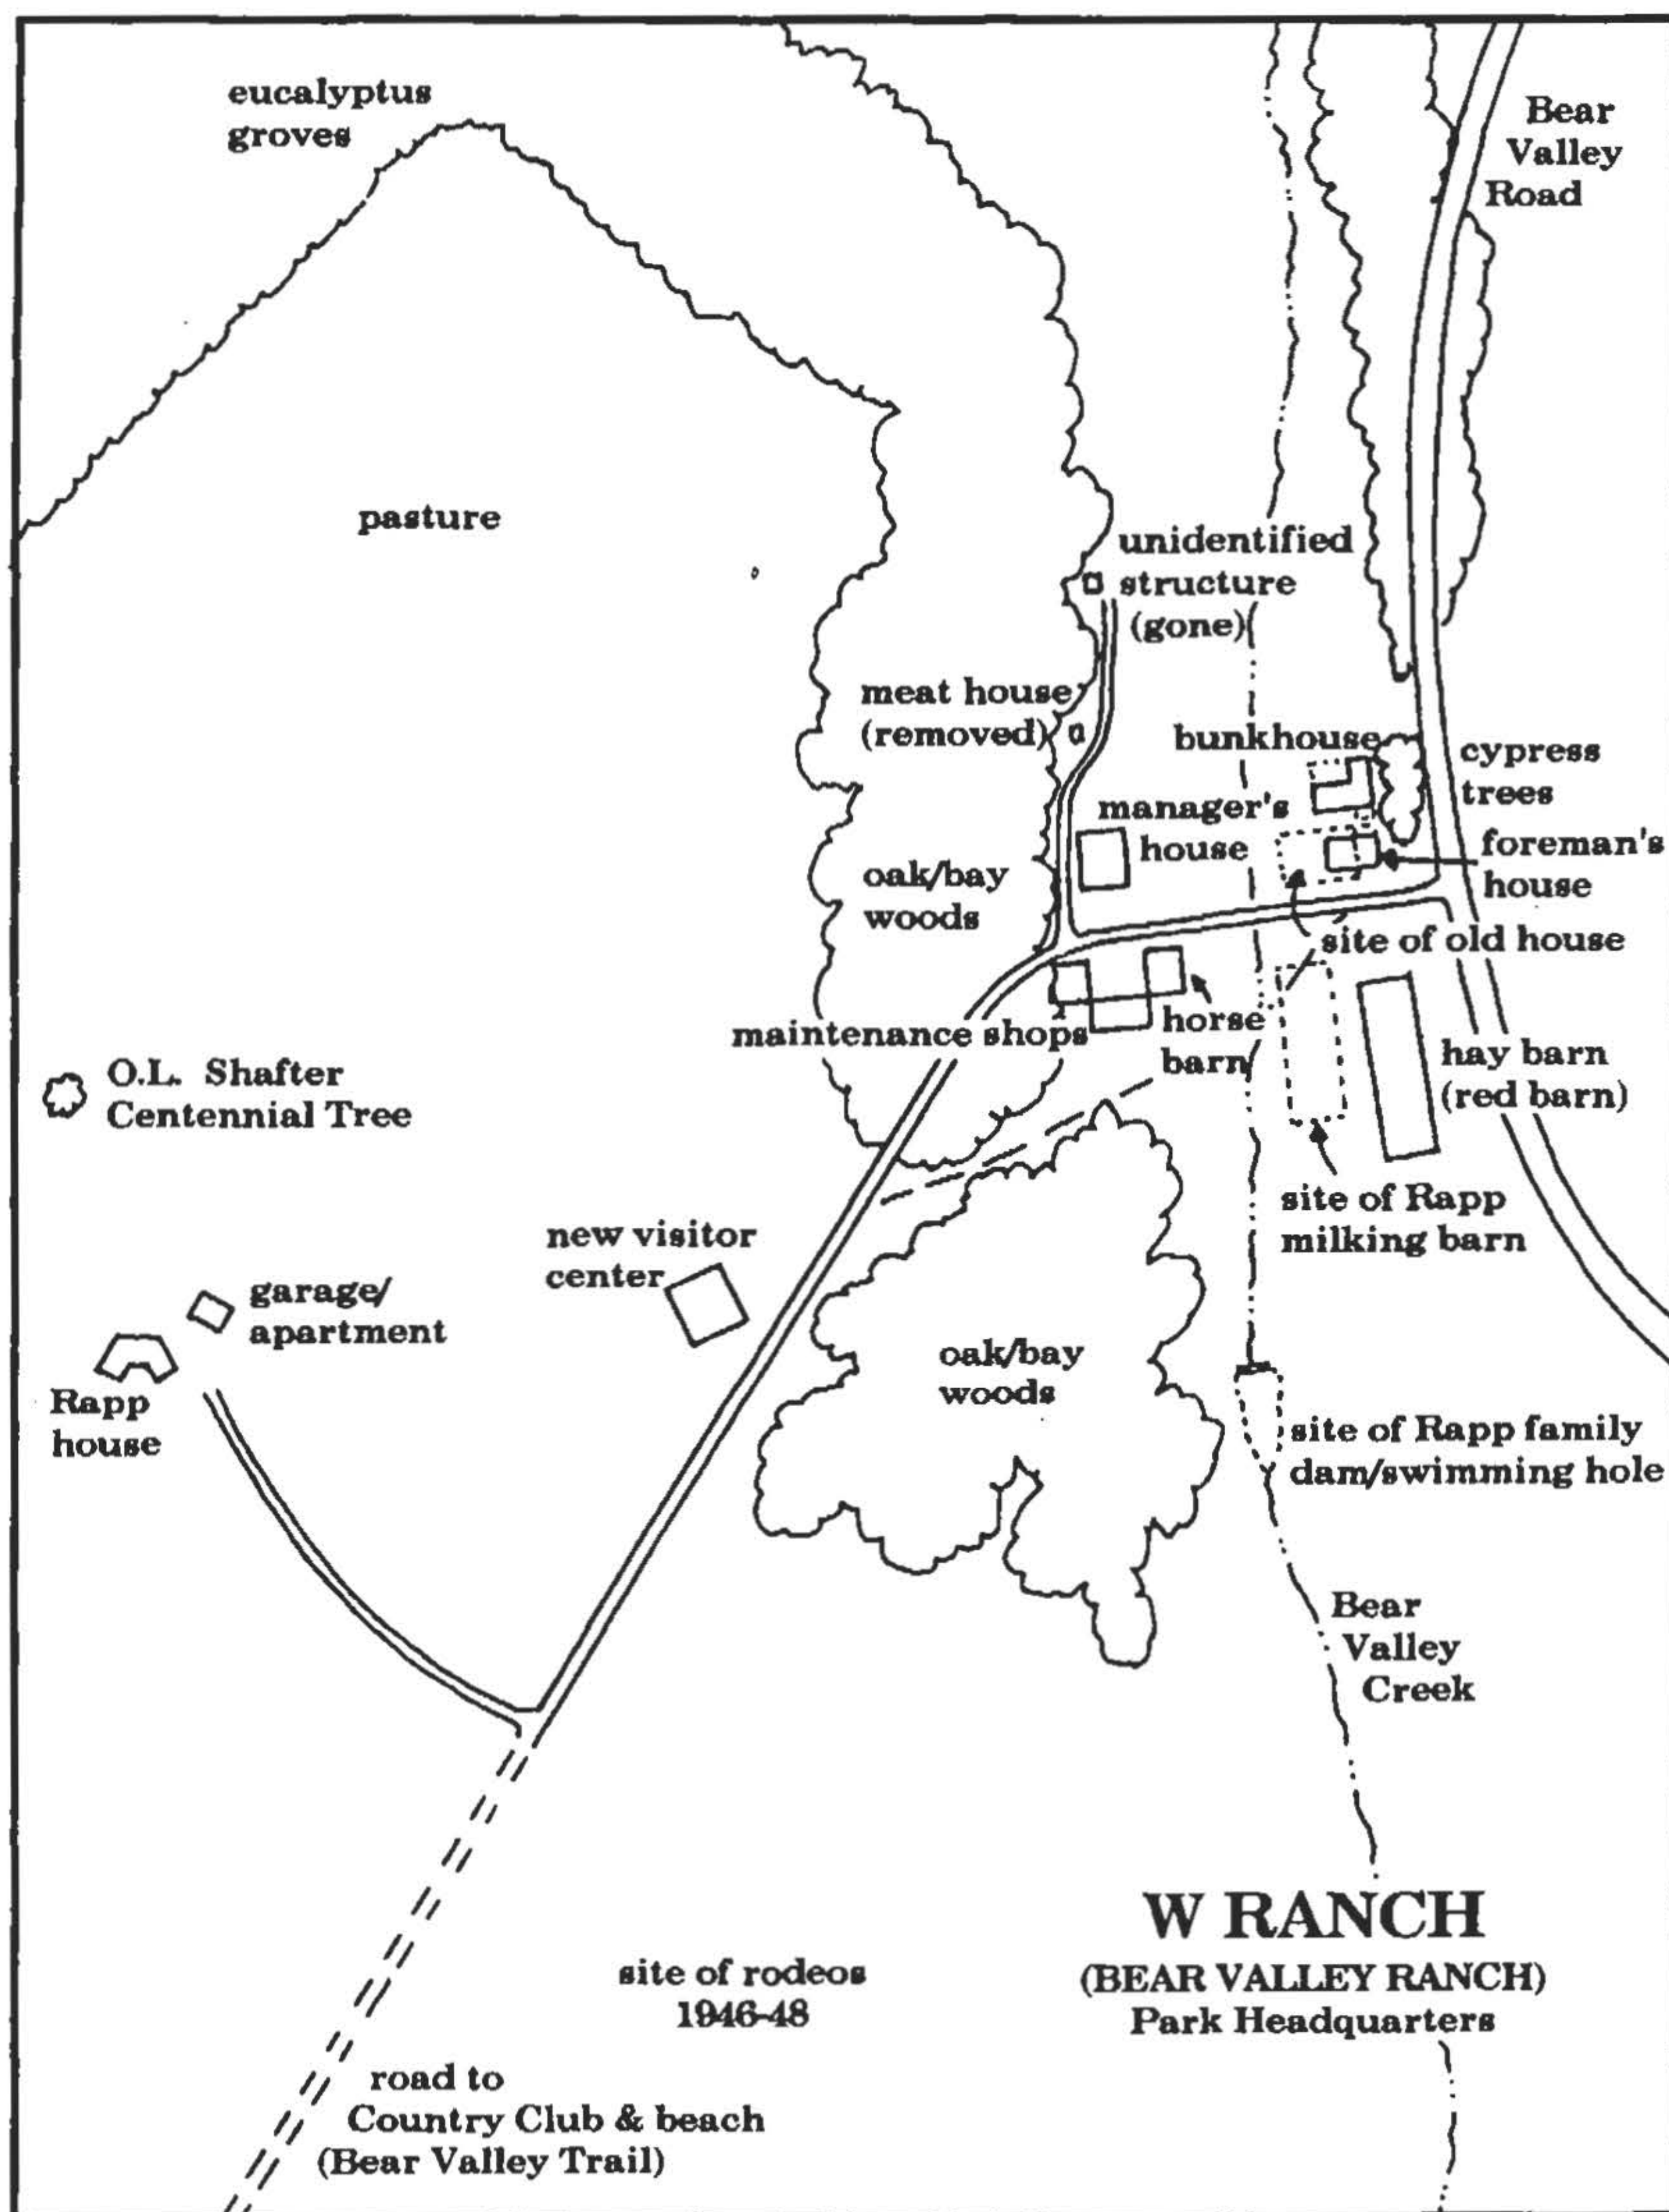 eucalyptus
groves
Bear
Valley
Road
pasture
unidentified
structure
(gone)
meat house
(removed)
bunkhouse
cypress
trees
manager's
house
foreman's
house
oak/bay
woods
site of old house
maintenance shops
horse
barn
hay barn
(red barn)
O.L. Shafter
Centennial Tree
site of Rapp
milking barn
new visitor
center
garage/
apartment
Rapp
house
oak/bay
woods
site of Rapp family
dam/swimming hole
Bear
Valley
Creek
W RANCH
(BEAR VALLEY RANCH)
Park Headquarters
site of rodeos
1946-48
road to
Country Club & beach
(Bear Valley Trail)